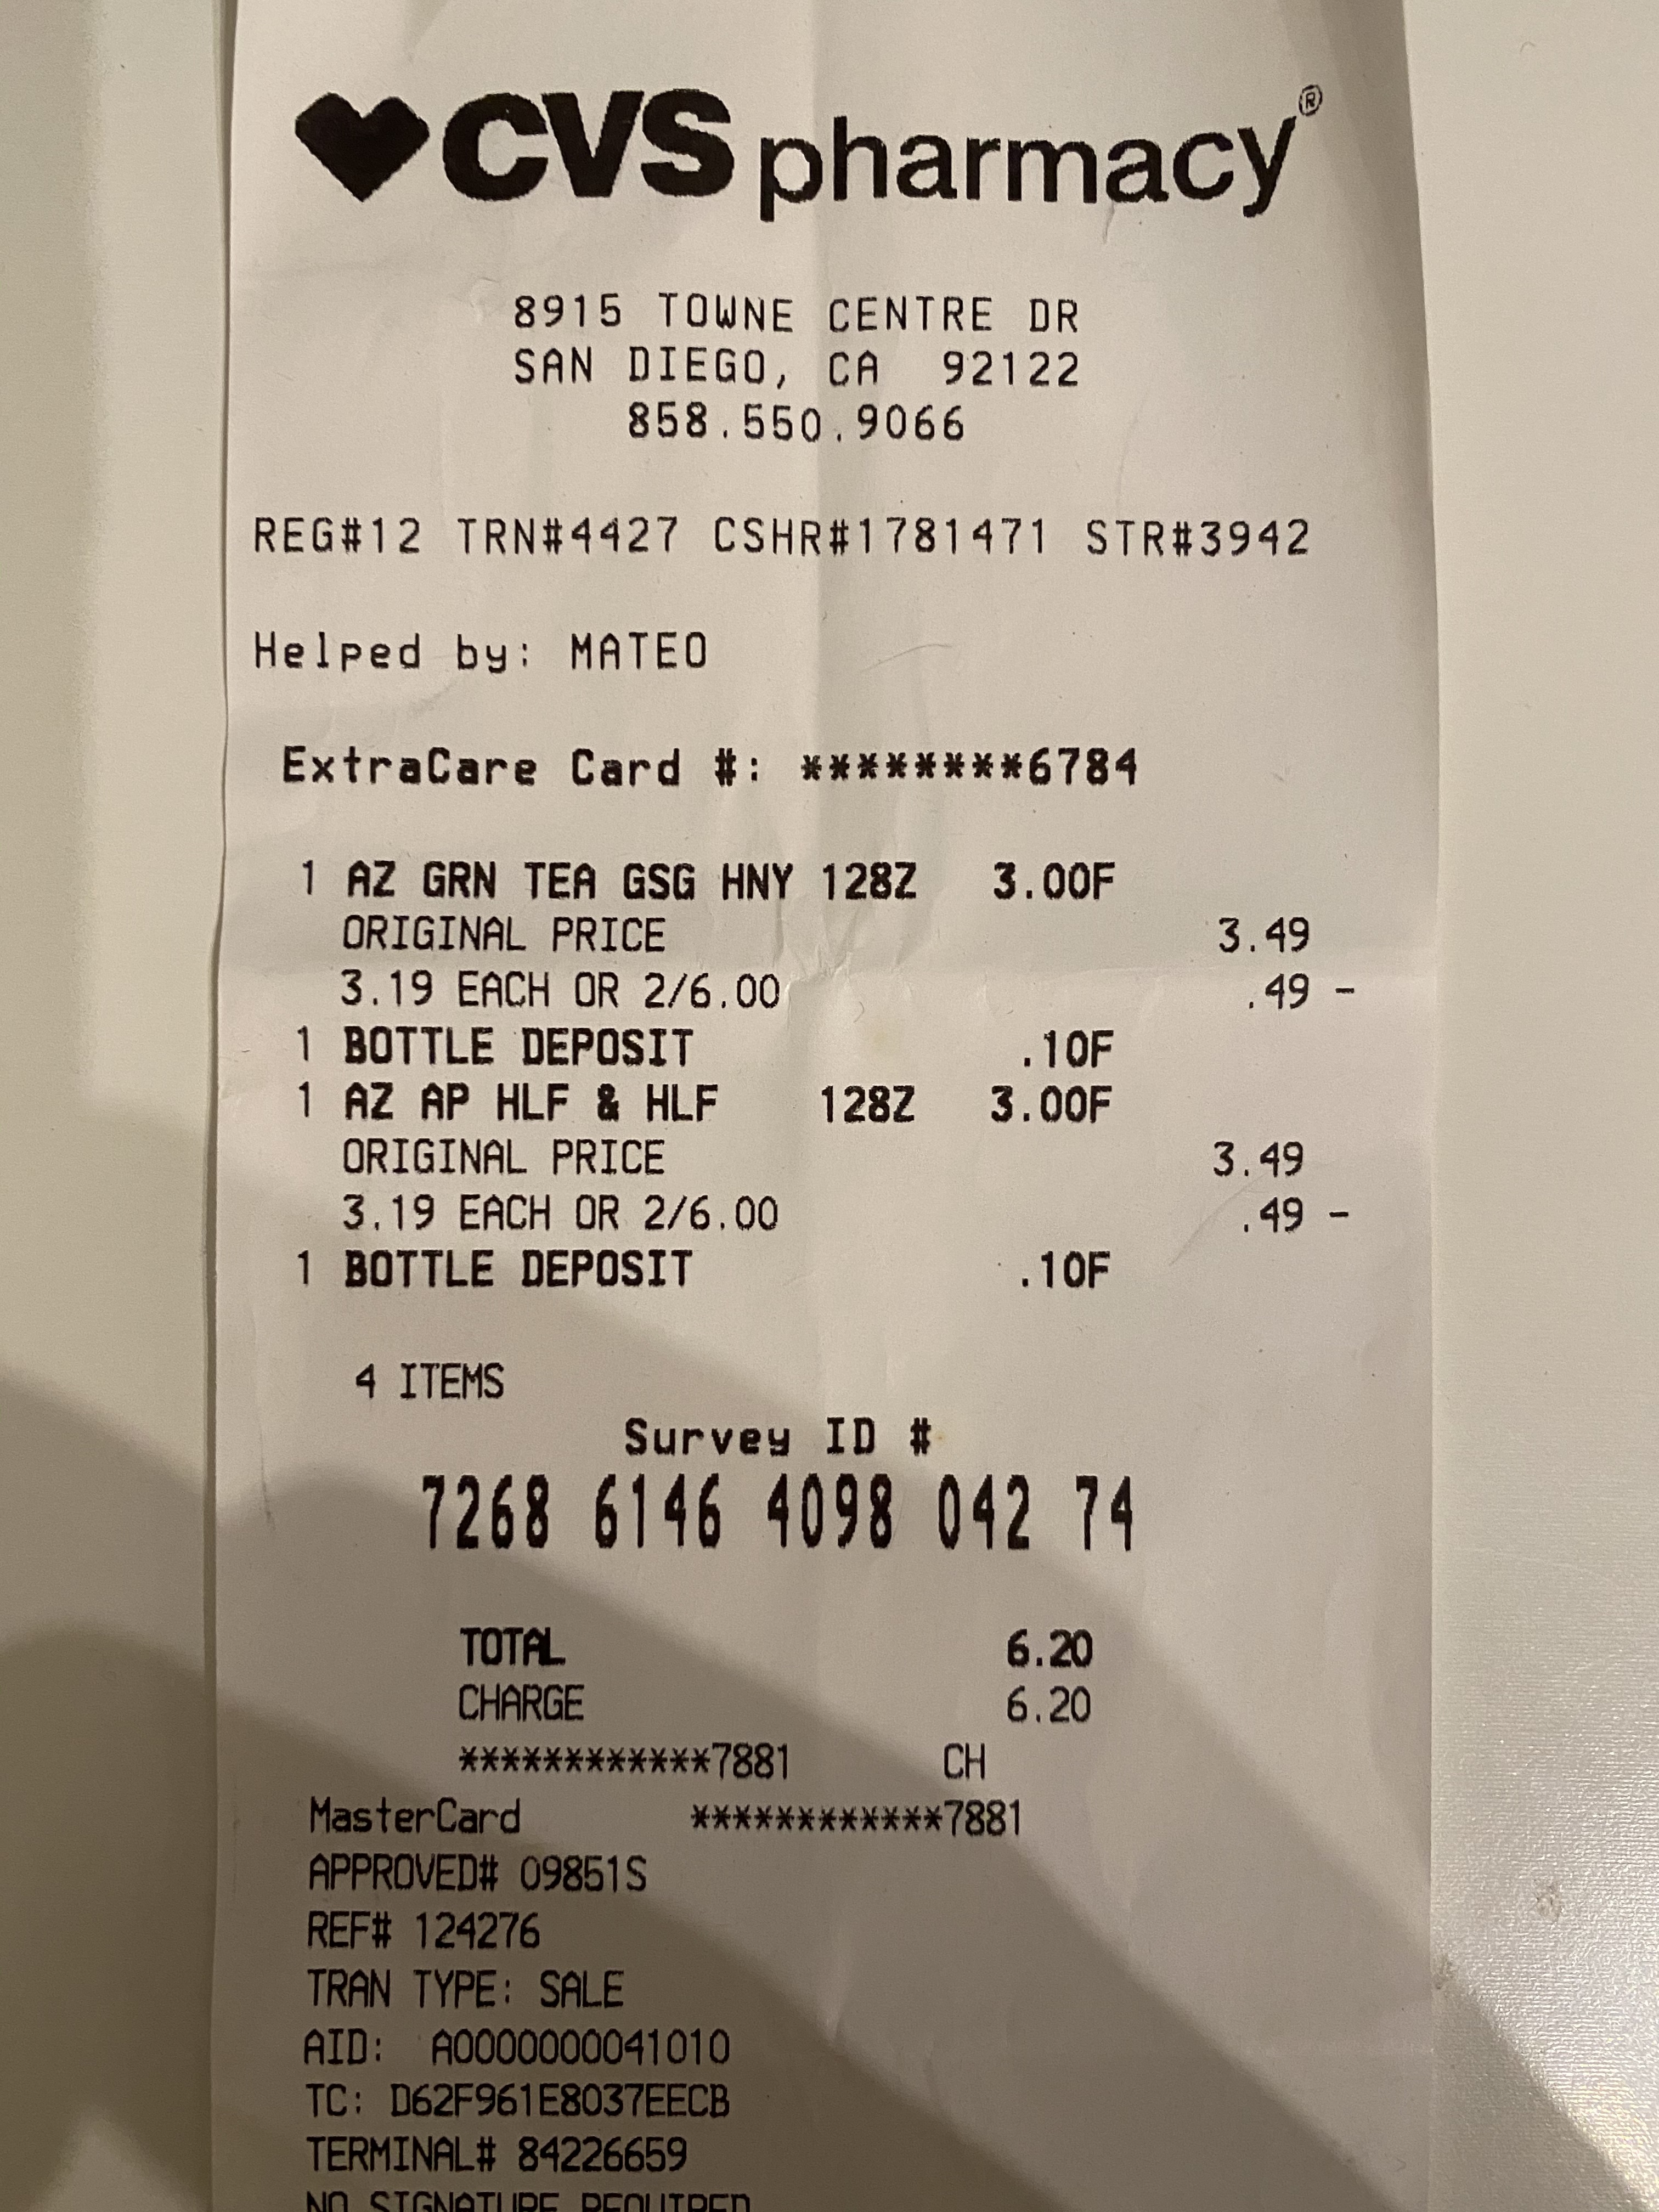 CVS pharmacy®
8915 TOWNE CENTRE DR
SAN DIEGO, CA 92122
858.550.9066
REG#12 TRN#4427 CSHR#1781471 STR#3942
Helped by: MATEO
ExtraCare Card #: ********6784
1 AZ GRN TEA GSG HNY 128Z 3.00F
ORIGINAL PRICE 3.49
3.19 EACH OR 2/6.00 .49 -
1 BOTTLE DEPOSIT .10F
1 AZ AP HLF & HLF 128Z 3.00F
ORIGINAL PRICE 3.49
3.19 EACH OR 2/6.00 .49 -
1 BOTTLE DEPOSIT .10F
4 ITEMS
Survey ID #
7268 6146 4098 042 74
TOTAL 6.20
CHARGE 6.20
************7881 CH
MasterCard ************7881
APPROVED# 09851S
REF# 124276
TRAN TYPE: SALE
AID: A0000000041010
TC: D62F961E8037EECB
TERMINAL# 84226659
NO SIGNATURE REQUIRED